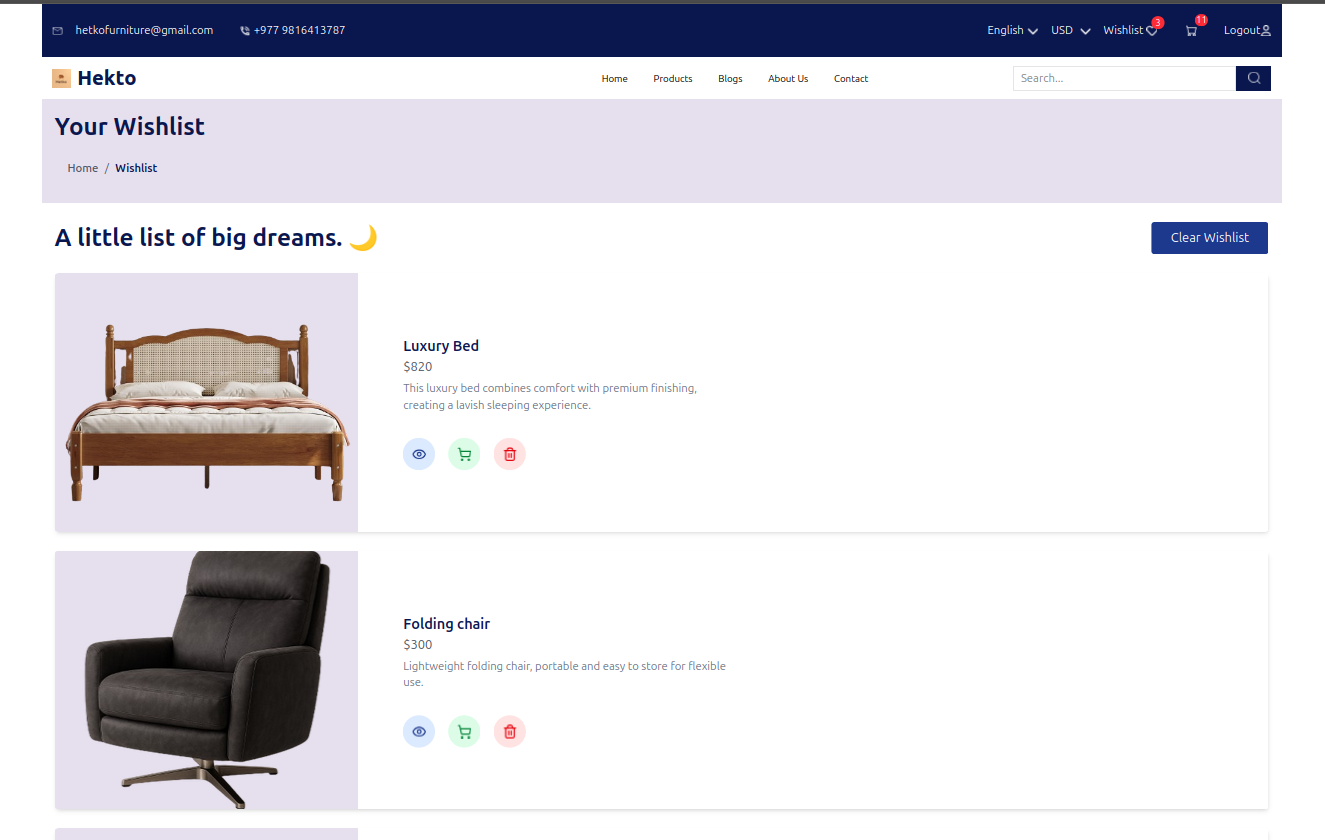 hetkofurniture@gmail.com +977 9816413787 English USD Wishlist 3 11 Logout
Hekto Home Products Blogs About Us Contact Search...
Your Wishlist
Home / Wishlist
A little list of big dreams. 🌙 Clear Wishlist
Luxury Bed
$820
This luxury bed combines comfort with premium finishing,
creating a lavish sleeping experience.
Folding chair
$300
Lightweight folding chair, portable and easy to store for flexible
use.